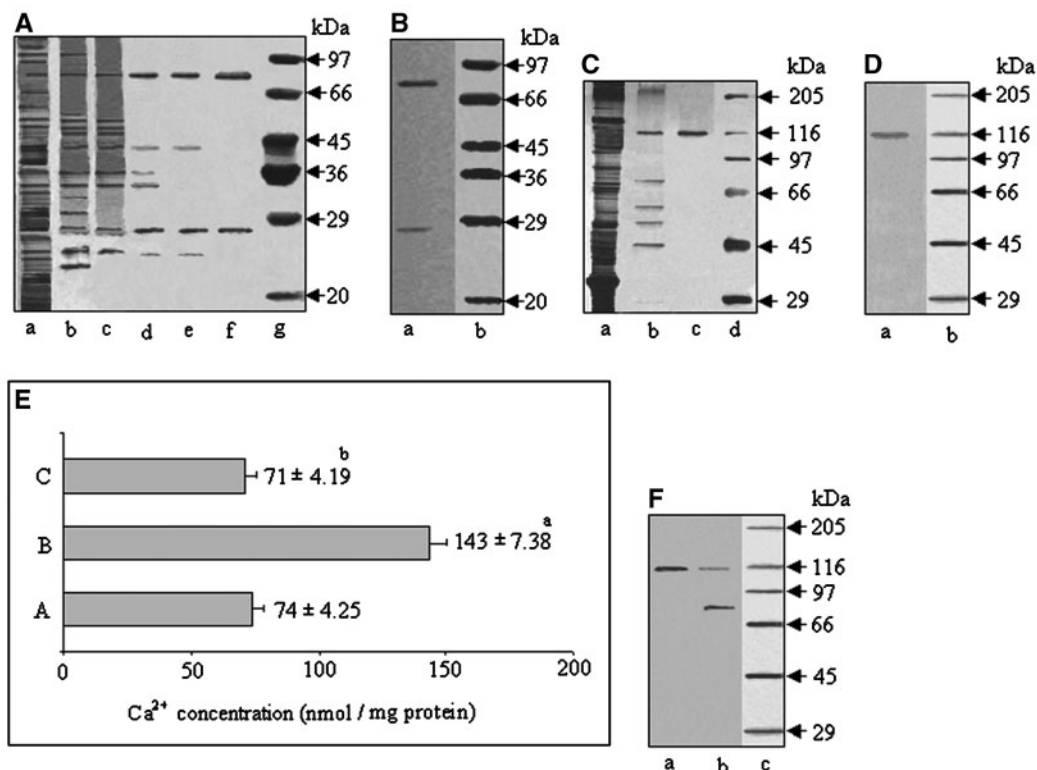 A
kDa
97
66
45
36
29
20
a b c d e f g
B
kDa
97
66
45
36
29
20
a b
C
kDa
205
116
97
66
45
29
a b c d
D
kDa
205
116
97
66
45
29
a b
E
C
71 ± 4.19 b
B
143 ± 7.38 a
A
74 ± 4.25
0 50 100 150 200
Ca²⁺ concentration (nmol / mg protein)
F
kDa
205
116
97
66
45
29
a b c